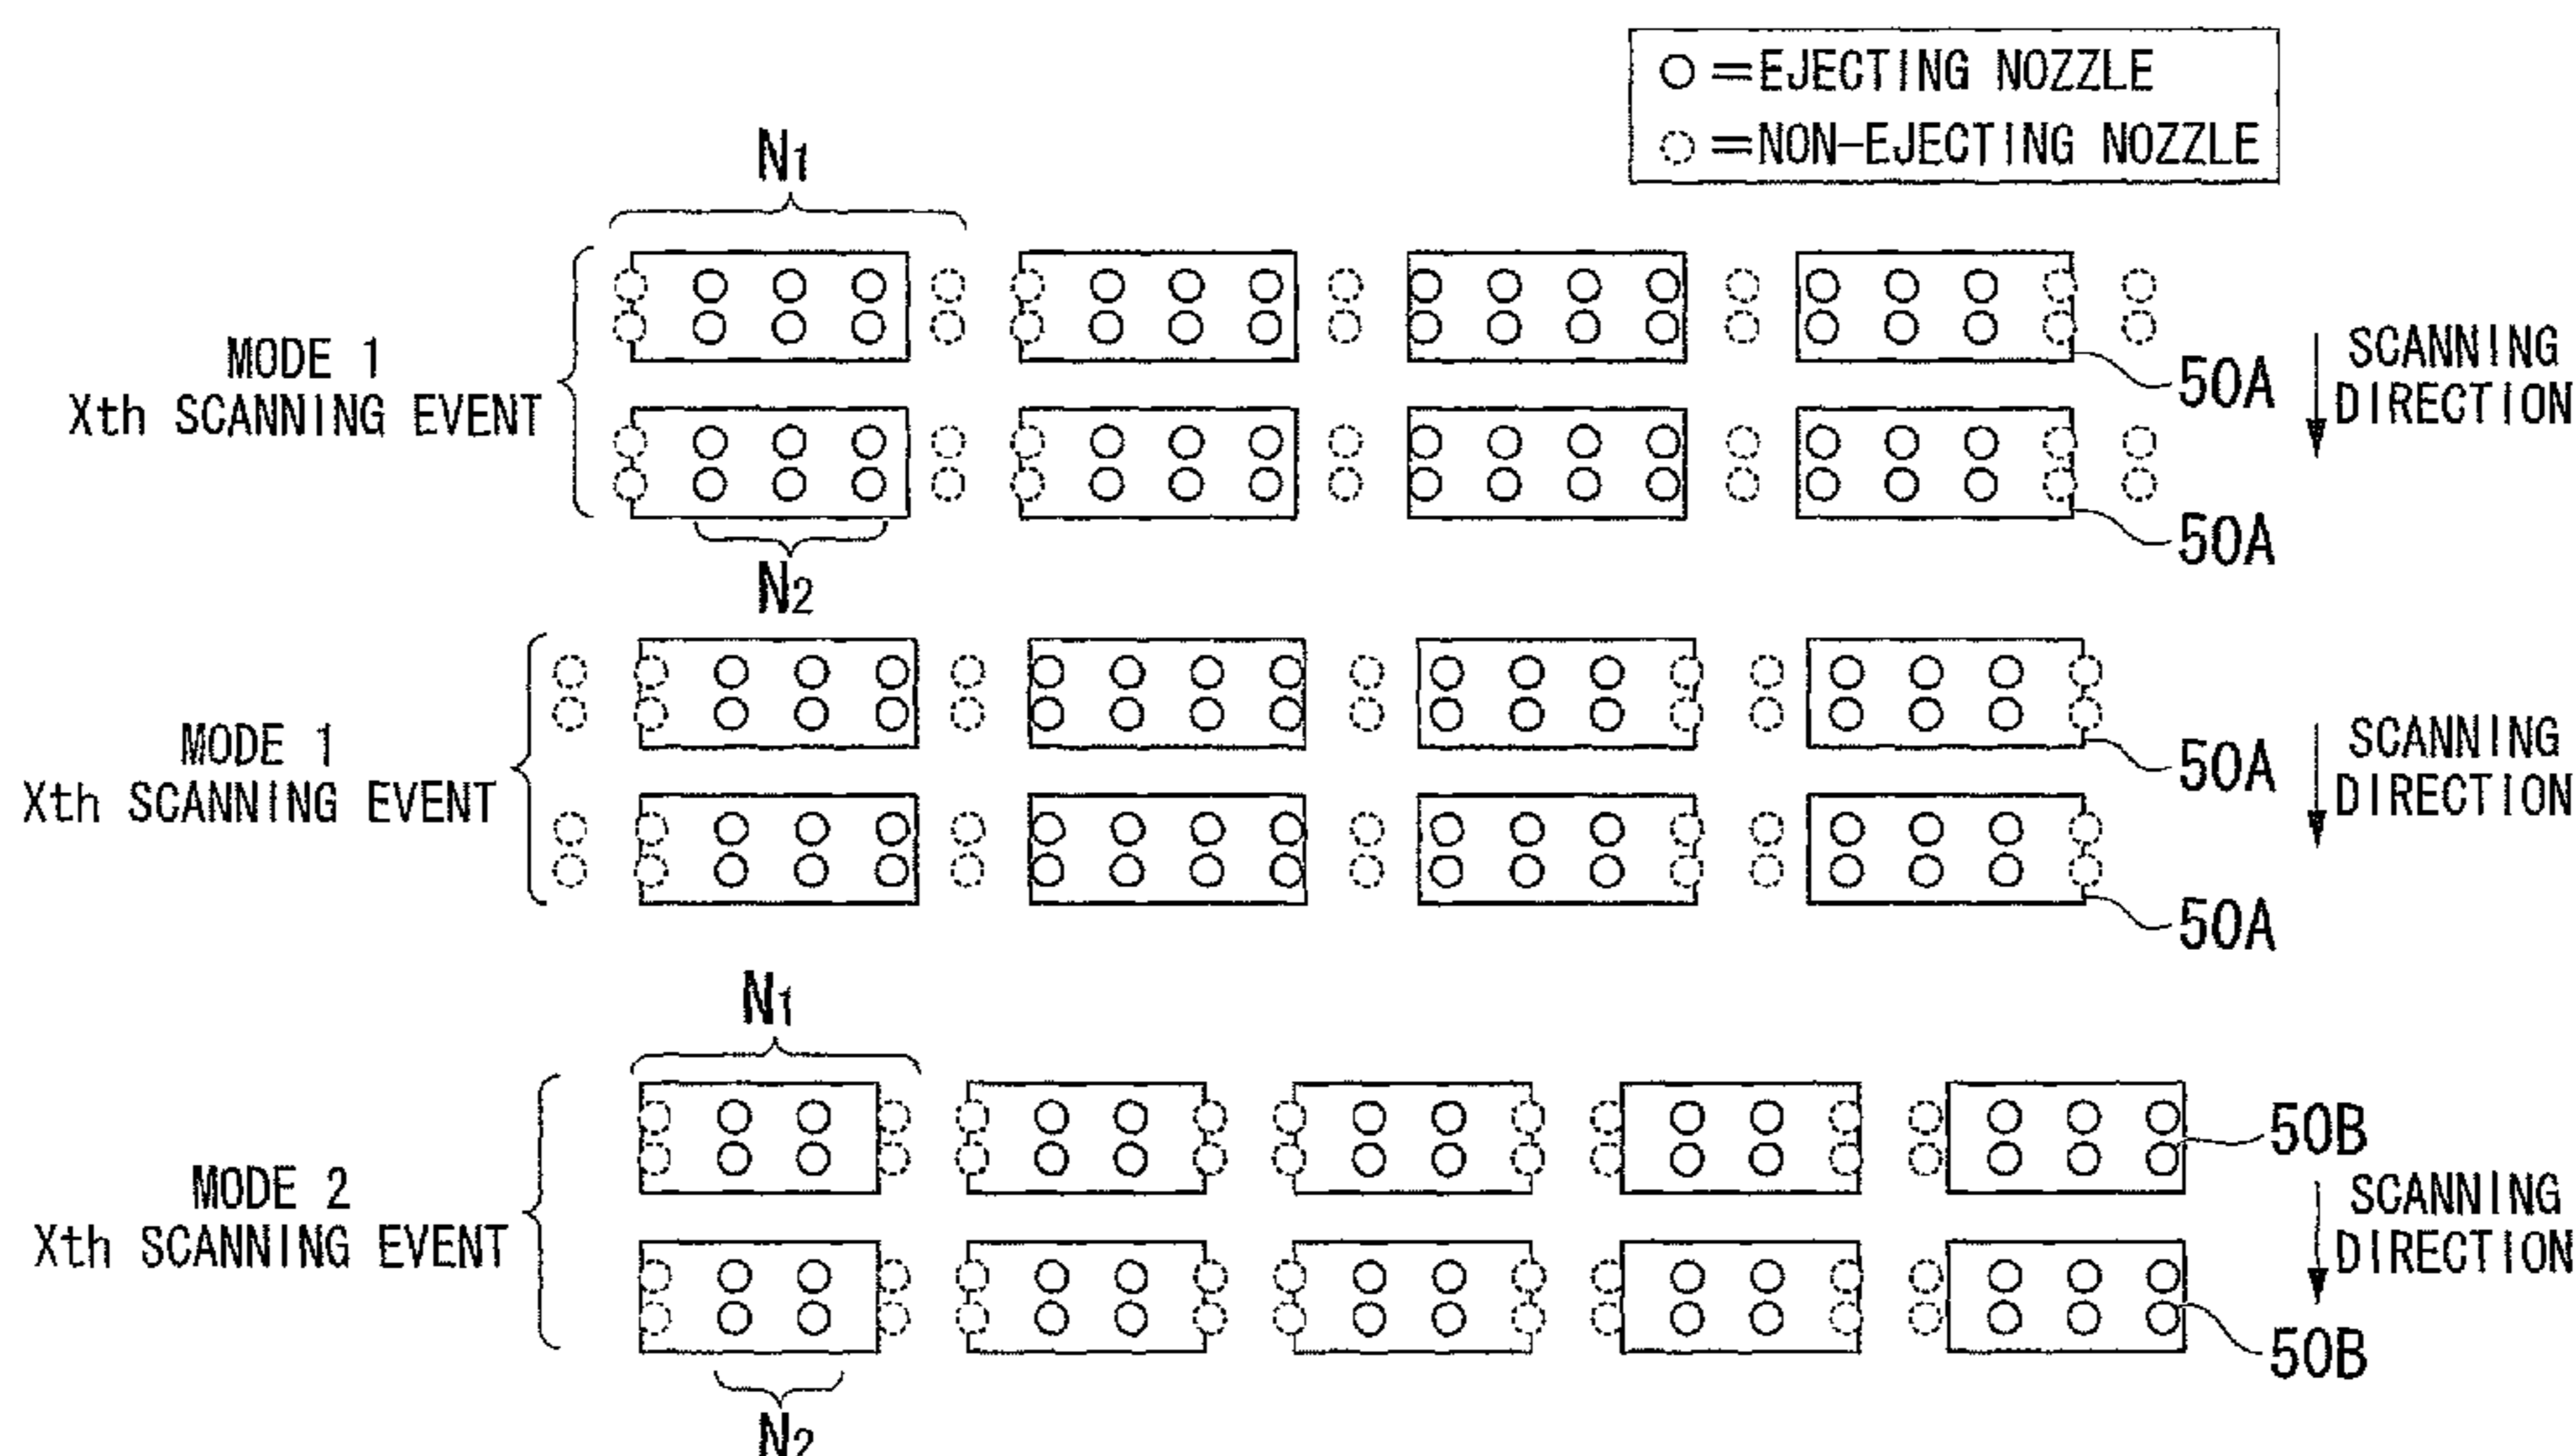 ○=EJECTING NOZZLE
◌=NON-EJECTING NOZZLE
N1
MODE 1
Xth SCANNING EVENT
50A
SCANNING
DIRECTION
50A
N2
MODE 1
Xth SCANNING EVENT
50A
SCANNING
DIRECTION
50A
N1
MODE 2
Xth SCANNING EVENT
50B
SCANNING
DIRECTION
50B
N2